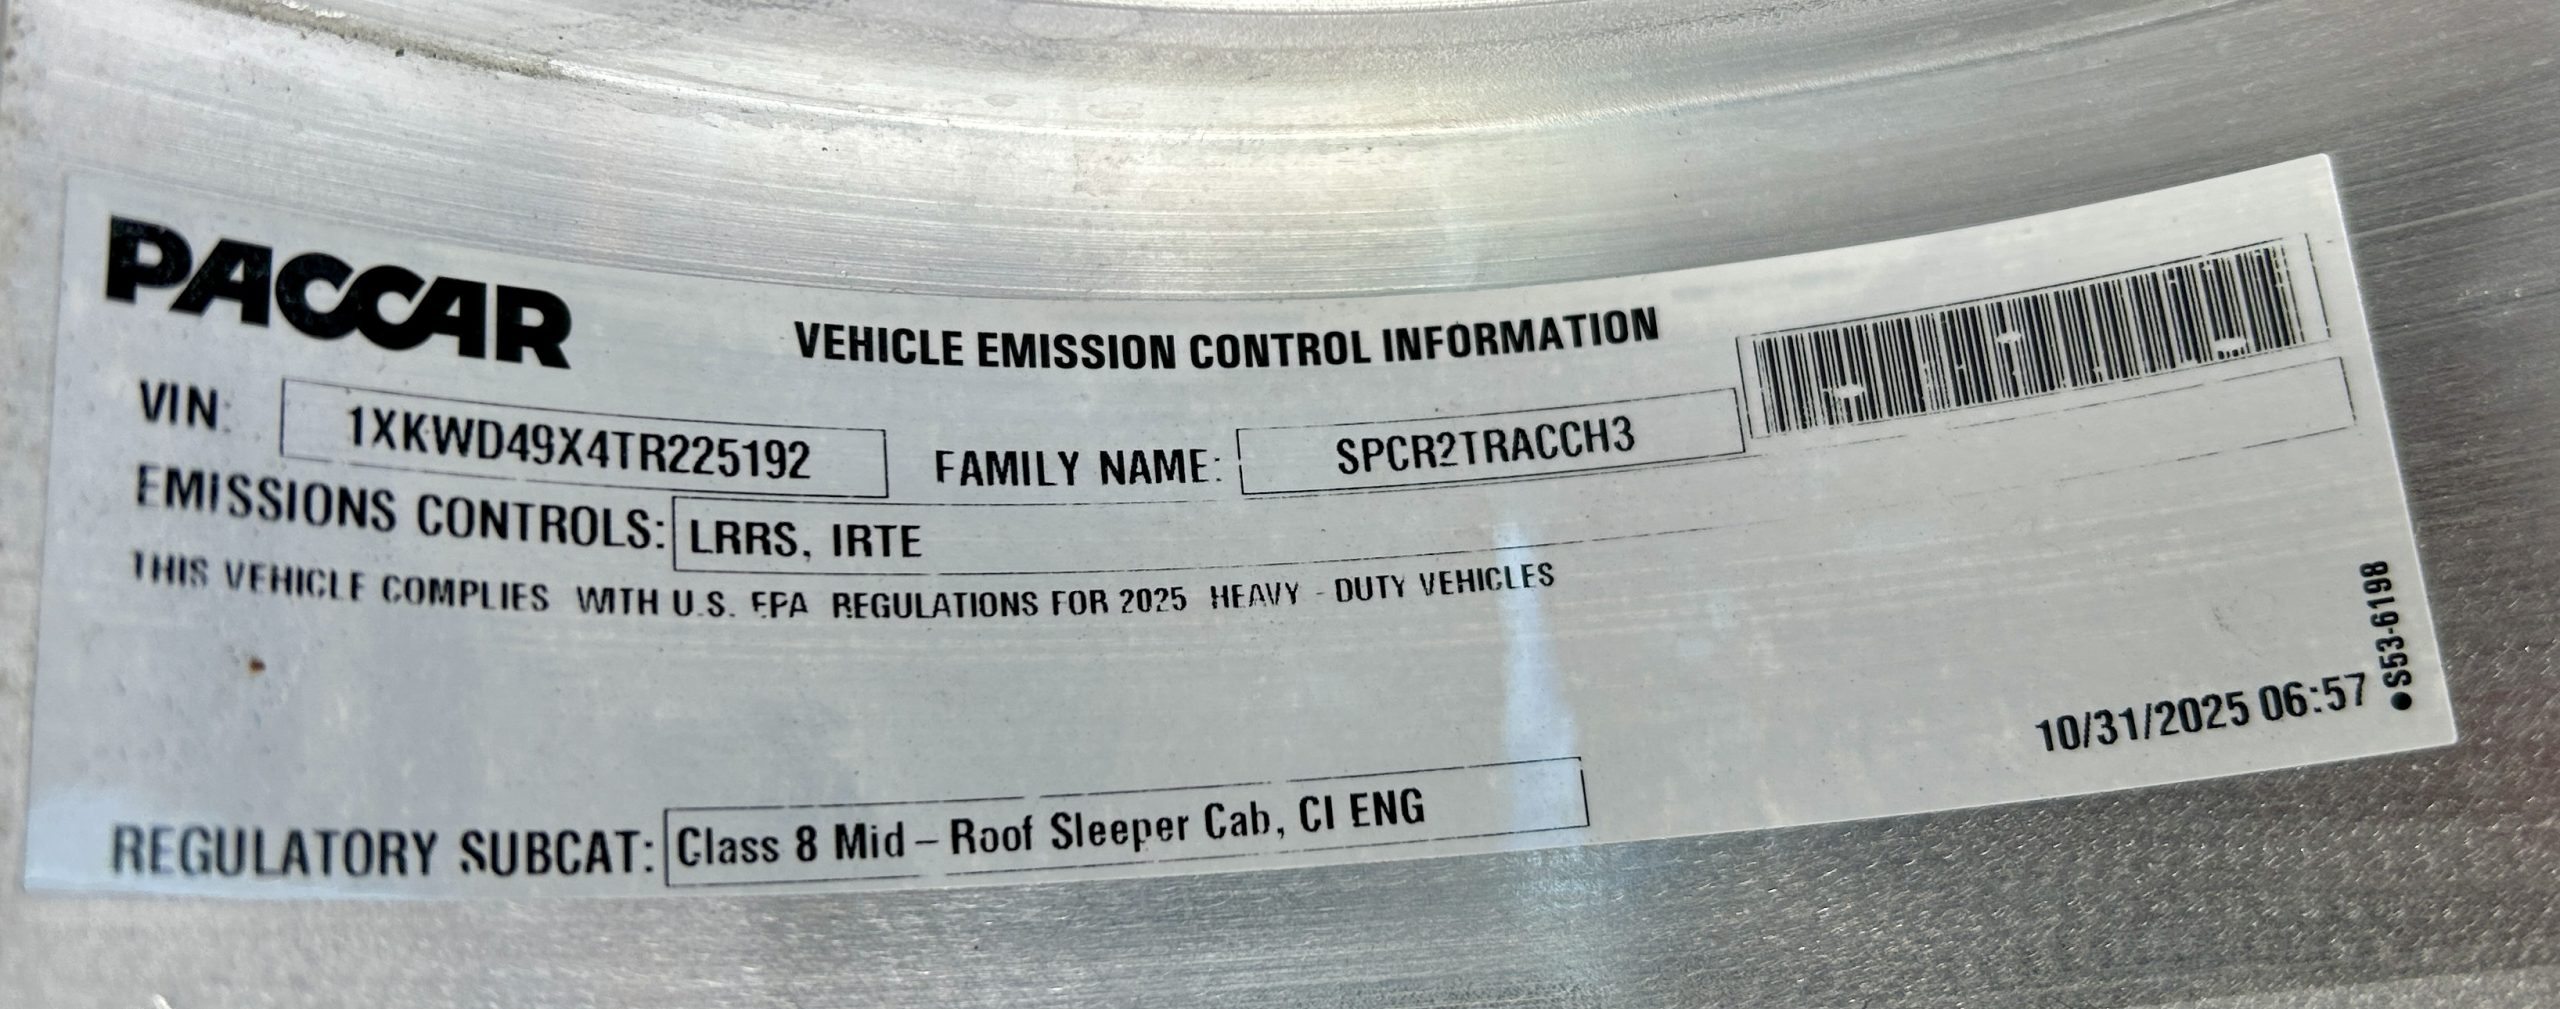 PACCAR
VEHICLE EMISSION CONTROL INFORMATION
VIN: 1XKWD49X4TR225192 FAMILY NAME: SPCR2TRACCH3
EMISSIONS CONTROLS: LRRS, IRTE
THIS VEHICLE COMPLIES WITH U.S. EPA REGULATIONS FOR 2025 HEAVY - DUTY VEHICLES
S53-6198
10/31/2025 06:57
REGULATORY SUBCAT: Class 8 Mid – Roof Sleeper Cab, CI ENG